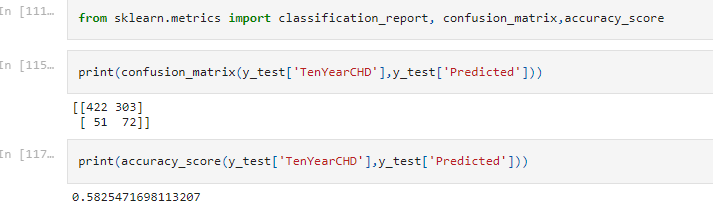 In [111…
from sklearn.metrics import classification_report, confusion_matrix,accuracy_score
In [115…
print(confusion_matrix(y_test['TenYearCHD'],y_test['Predicted']))
[[422 303]
 [ 51  72]]
In [117…
print(accuracy_score(y_test['TenYearCHD'],y_test['Predicted']))
0.5825471698113207